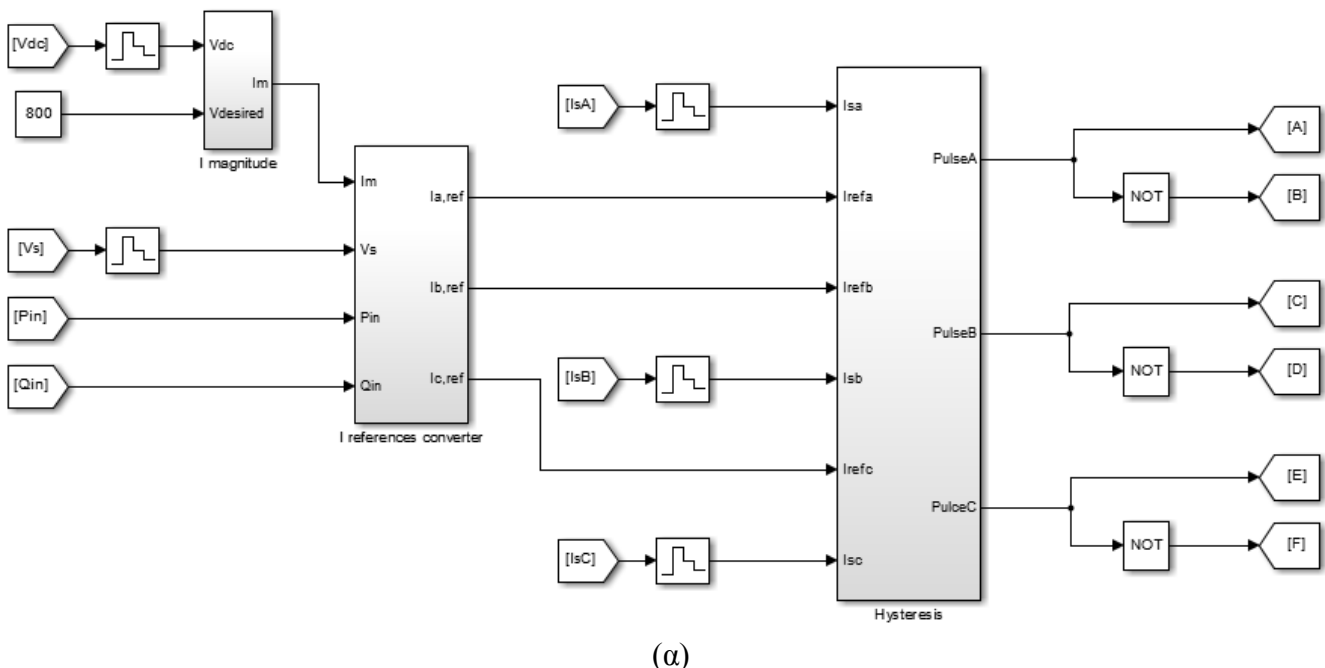 [Vdc]
Vdc
Im
800
Vdesired
I magnitude
[IsA]
Isa
[A]
PulseA
Im
Ia,ref
Irefa
NOT
[B]
[Vs]
Vs
Ib,ref
Irefb
[C]
[Pin]
Pin
PulseB
[Qin]
Qin
Ic,ref
[IsB]
Isb
NOT
[D]
I references converter
Irefc
[E]
PulceC
[IsC]
Isc
NOT
[F]
Hysteresis
(α)